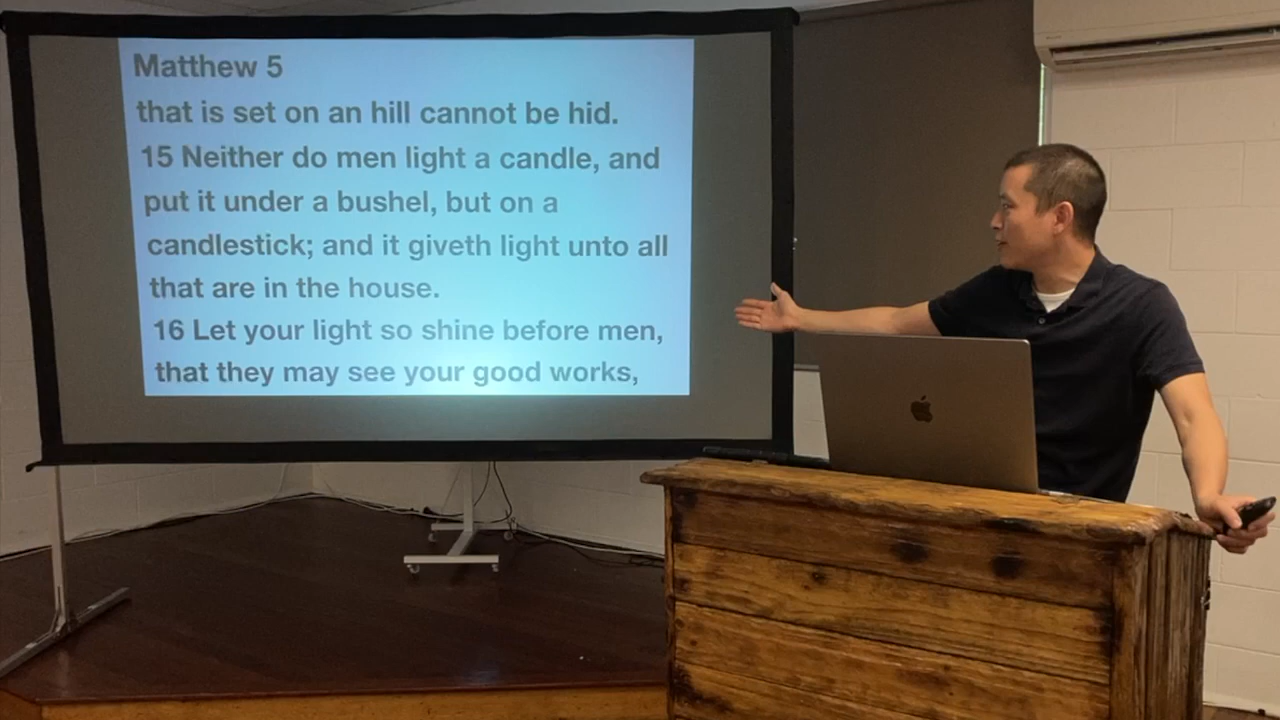 Matthew 5
that is set on an hill cannot be hid.
15 Neither do men light a candle, and
put it under a bushel, but on a
candlestick; and it giveth light unto all
that are in the house.
16 Let your light so shine before men,
that they may see your good works,